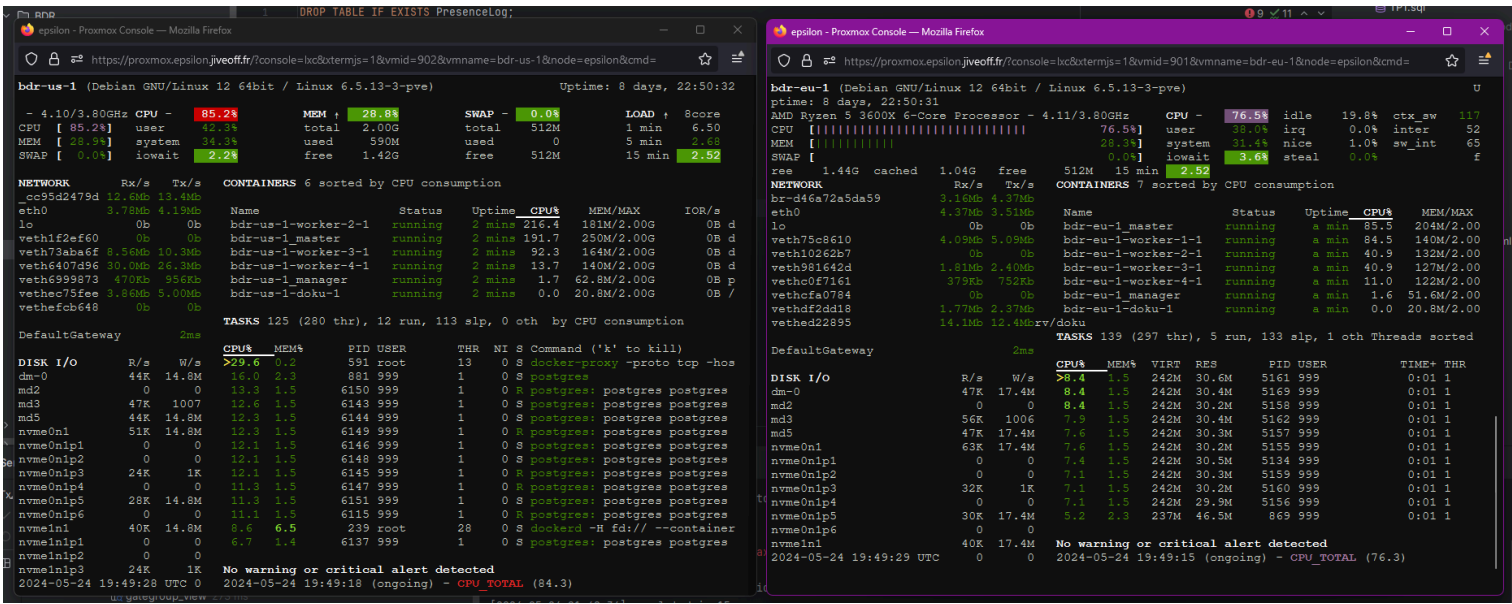 BDR
1 DROP TABLE IF EXISTS PresenceLog;
9 11
TP1.sql
epsilon - Proxmox Console — Mozilla Firefox
https://proxmox.epsilon.jiveoff.fr/?console=lxc&xtermjs=1&vmid=902&vmname=bdr-us-1&node=epsilon&cmd=
bdr-us-1 (Debian GNU/Linux 12 64bit / Linux 6.5.13-3-pve) Uptime: 8 days, 22:50:32
- 4.10/3.80GHz CPU - 85.2% MEM ↑ 28.8% SWAP - 0.0% LOAD ↑ 8core
CPU [ 85.2%] user 42.3% total 2.00G total 512M 1 min 6.50
MEM [ 28.9%] system 34.3% used 590M used 0 5 min 2.68
SWAP [ 0.0%] iowait 2.2% free 1.42G free 512M 15 min 2.52
NETWORK Rx/s Tx/s CONTAINERS 6 sorted by CPU consumption
_cc95d2479d 12.6Mb 13.4Mb
eth0 3.78Mb 4.19Mb Name Status Uptime CPU% MEM/MAX IOR/s
lo 0b 0b bdr-us-1-worker-2-1 running 2 mins 216.4 181M/2.00G 0B d
veth1f2ef60 0b 0b bdr-us-1_master running 2 mins 191.7 250M/2.00G 0B d
veth73aba6f 8.56Mb 10.3Mb bdr-us-1-worker-3-1 running 2 mins 92.3 164M/2.00G 0B d
veth6407d96 30.0Mb 26.3Mb bdr-us-1-worker-4-1 running 2 mins 13.7 140M/2.00G 0B d
veth6999873 470Kb 956Kb bdr-us-1_manager running 2 mins 1.7 62.8M/2.00G 0B p
vethec75fee 3.86Mb 5.00Mb bdr-us-1-doku-1 running 2 mins 0.0 20.8M/2.00G 0B /
vethefcb648 0b 0b
TASKS 125 (280 thr), 12 run, 113 slp, 0 oth by CPU consumption
DefaultGateway 2ms
CPU% MEM% PID USER THR NI S Command ('k' to kill)
DISK I/O R/s W/s >29.6 0.2 591 root 13 0 S docker-proxy -proto tcp -hos
dm-0 44K 14.8M 16.0 2.3 881 999 1 0 S postgres
md2 0 0 13.3 1.5 6150 999 1 0 R postgres: postgres postgres
md3 47K 1007 12.6 1.5 6143 999 1 0 S postgres: postgres postgres
md5 44K 14.8M 12.3 1.5 6144 999 1 0 S postgres: postgres postgres
nvme0n1 51K 14.8M 12.3 1.5 6149 999 1 0 R postgres: postgres postgres
nvme0n1p1 0 0 12.1 1.5 6146 999 1 0 S postgres: postgres postgres
nvme0n1p2 0 0 12.1 1.5 6148 999 1 0 S postgres: postgres postgres
nvme0n1p3 24K 1K 12.1 1.5 6145 999 1 0 R postgres: postgres postgres
nvme0n1p4 0 0 11.3 1.5 6147 999 1 0 R postgres: postgres postgres
nvme0n1p5 28K 14.8M 11.3 1.5 6151 999 1 0 S postgres: postgres postgres
nvme0n1p6 0 0 11.1 1.5 6115 999 1 0 R postgres: postgres postgres
nvme1n1 40K 14.8M 8.6 6.5 239 root 28 0 S dockerd -H fd:// --container
nvme1n1p1 0 0 6.7 1.4 6137 999 1 0 S postgres: postgres postgres
nvme1n1p2 0 0
nvme1n1p3 24K 1K No warning or critical alert detected
2024-05-24 19:49:28 UTC 0 2024-05-24 19:49:18 (ongoing) - CPU_TOTAL (84.3)
epsilon - Proxmox Console — Mozilla Firefox
https://proxmox.epsilon.jiveoff.fr/?console=lxc&xtermjs=1&vmid=901&vmname=bdr-eu-1&node=epsilon&cmd=
bdr-eu-1 (Debian GNU/Linux 12 64bit / Linux 6.5.13-3-pve) U
ptime: 8 days, 22:50:31
AMD Ryzen 5 3600X 6-Core Processor - 4.11/3.80GHz CPU - 76.5% idle 19.8% ctx_sw 117
CPU [||||||||||||||||||||||||||||| 76.5%] user 38.0% irq 0.0% inter 52
MEM [||||||||||| 28.3%] system 31.4% nice 1.0% sw_int 65
SWAP [ 0.0%] iowait 3.6% steal 0.0% f
ree 1.44G cached 1.04G free 512M 15 min 2.52
NETWORK Rx/s Tx/s CONTAINERS 7 sorted by CPU consumption
br-d46a72a5da59 3.16Mb 4.37Mb
eth0 4.37Mb 3.51Mb Name Status Uptime CPU% MEM/MAX
lo 0b 0b bdr-eu-1_master running a min 85.5 204M/2.00
veth75c8610 4.09Mb 5.09Mb bdr-eu-1-worker-1-1 running a min 84.5 140M/2.00
veth10262b7 0b 0b bdr-eu-1-worker-2-1 running a min 40.9 132M/2.00
veth981642d 1.81Mb 2.40Mb bdr-eu-1-worker-3-1 running a min 40.9 127M/2.00
vethc0f7161 379Kb 752Kb bdr-eu-1-worker-4-1 running a min 11.0 122M/2.00
vethcfa0784 0b 0b bdr-eu-1_manager running a min 1.6 51.6M/2.00
vethdf2dd18 1.77Mb 2.37Mb bdr-eu-1-doku-1 running a min 0.0 20.8M/2.00
vethed22895 14.1Mb 12.4Mbrv/doku
TASKS 139 (297 thr), 5 run, 133 slp, 1 oth Threads sorted
DefaultGateway 2ms
CPU% MEM% VIRT RES PID USER TIME+ THR
DISK I/O R/s W/s >8.4 1.5 242M 30.6M 5161 999 0:01 1
dm-0 47K 17.4M 8.4 1.5 242M 30.4M 5169 999 0:01 1
md2 0 0 8.4 1.5 242M 30.2M 5158 999 0:01 1
md3 56K 1006 7.9 1.5 242M 30.4M 5162 999 0:01 1
md5 47K 17.4M 7.6 1.5 242M 30.3M 5157 999 0:01 1
nvme0n1 63K 17.4M 7.6 1.5 242M 30.6M 5155 999 0:01 1
nvme0n1p1 0 0 7.4 1.5 242M 30.5M 5134 999 0:01 1
nvme0n1p2 0 0 7.1 1.5 242M 30.3M 5159 999 0:01 1
nvme0n1p3 32K 1K 7.1 1.5 242M 30.2M 5160 999 0:01 1
nvme0n1p4 0 0 7.1 1.5 242M 29.9M 5156 999 0:01 1
nvme0n1p5 30K 17.4M 5.2 2.3 237M 46.5M 869 999 0:01 1
nvme0n1p6 0 0
nvme1n1 40K 17.4M No warning or critical alert detected
2024-05-24 19:49:29 UTC 0 0 2024-05-24 19:49:15 (ongoing) - CPU_TOTAL (76.3)